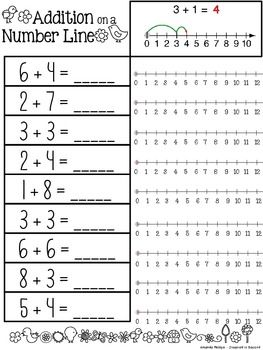 Addition on a
Number Line
3 + 1 = 4
0 1 2 3 4 5 6 7 8 9 10
6 + 4 = _____
0 1 2 3 4 5 6 7 8 9 10 11 12
2 + 7 = _____
0 1 2 3 4 5 6 7 8 9 10 11 12
3 + 3 = _____
0 1 2 3 4 5 6 7 8 9 10 11 12
2 + 4 = _____
0 1 2 3 4 5 6 7 8 9 10 11 12
1 + 8 = _____
0 1 2 3 4 5 6 7 8 9 10 11 12
3 + 3 = _____
0 1 2 3 4 5 6 7 8 9 10 11 12
6 + 6 = _____
0 1 2 3 4 5 6 7 8 9 10 11 12
8 + 3 = _____
0 1 2 3 4 5 6 7 8 9 10 11 12
5 + 4 = _____
0 1 2 3 4 5 6 7 8 9 10 11 12